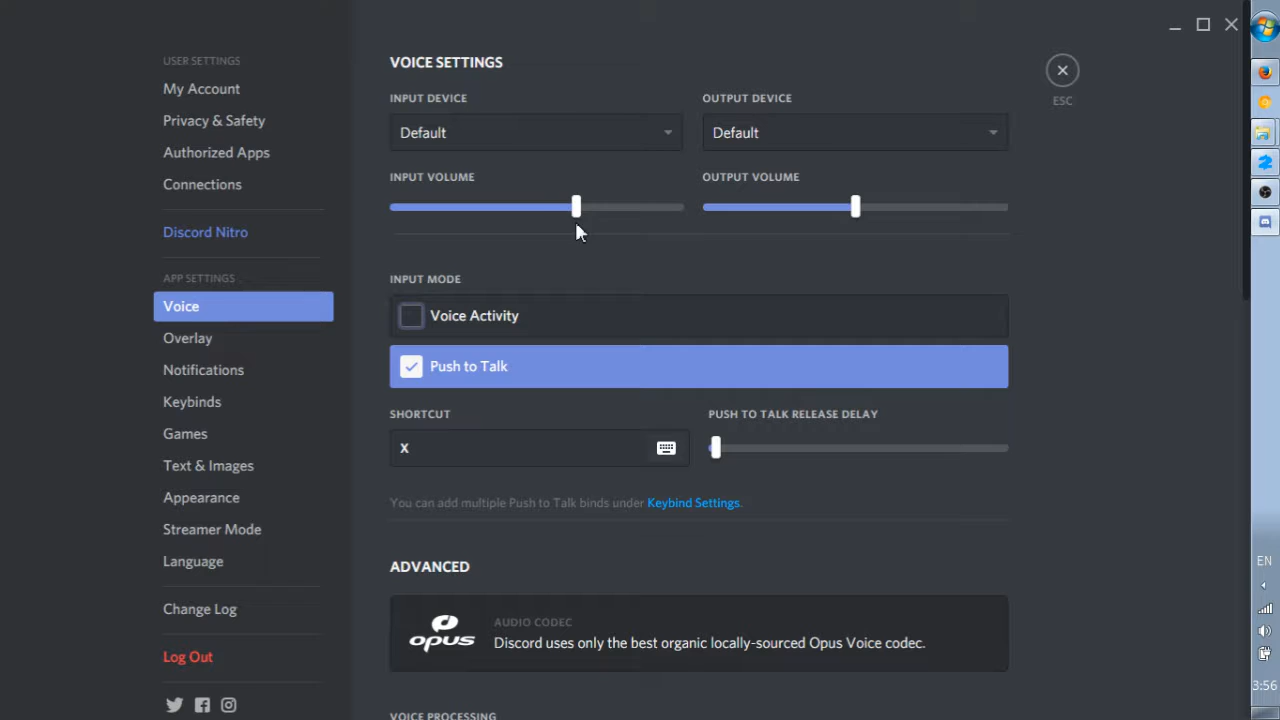 USER SETTINGS
My Account
Privacy & Safety
Authorized Apps
Connections
Discord Nitro
APP SETTINGS
Voice
Overlay
Notifications
Keybinds
Games
Text & Images
Appearance
Streamer Mode
Language
Change Log
Log Out
VOICE SETTINGS
INPUT DEVICE
Default
OUTPUT DEVICE
Default
INPUT VOLUME
OUTPUT VOLUME
INPUT MODE
Voice Activity
Push to Talk
SHORTCUT
X
PUSH TO TALK RELEASE DELAY
You can add multiple Push to Talk binds under Keybind Settings.
ADVANCED
opus
AUDIO CODEC
Discord uses only the best organic locally-sourced Opus Voice codec.
VOICE PROCESSING
ESC
EN
3:56